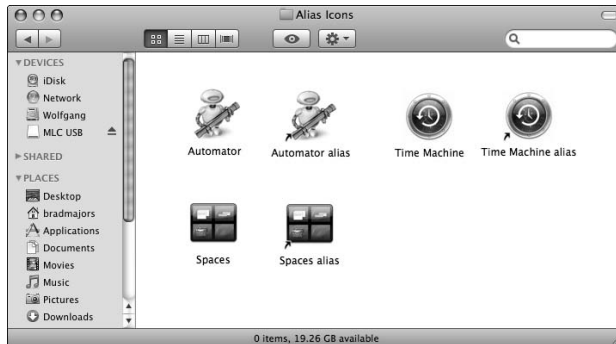 Alias Icons
DEVICES
iDisk
Network
Wolfgang
MLC USB
SHARED
PLACES
Desktop
bradmajors
Applications
Documents
Movies
Music
Pictures
Downloads
Automator
Automator alias
Time Machine
Time Machine alias
Spaces
Spaces alias
0 items, 19.26 GB available